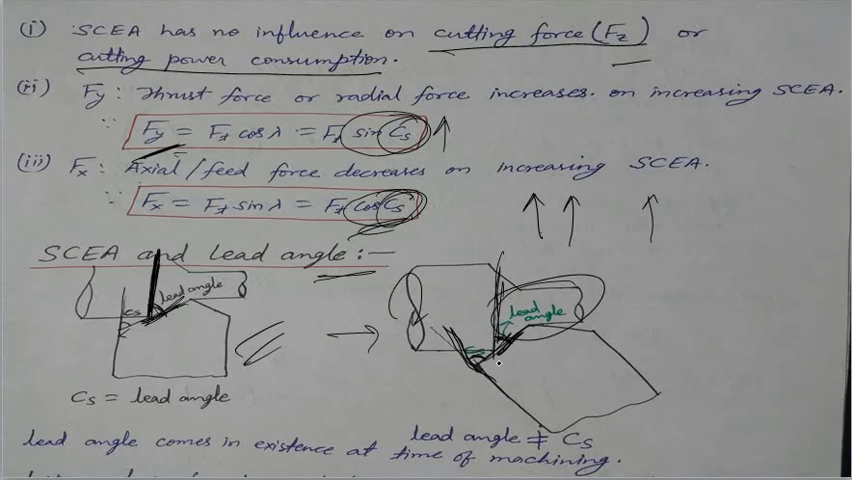 (i) SCEA has no influence on cutting force (Fz) or
cutting power consumption.
(ii) Fy : Thrust force or radial force increases. on increasing SCEA.
∵ Fy = Ft cos λ = Ft sin Cs
(iii) Fx : Axial / feed force decreases on increasing SCEA.
∵ Fx = Ft sin λ = Ft cos Cs
SCEA and lead angle :—
Cs
lead angle
lead
angle
Cs
Cs = lead angle
lead angle ≠ Cs
lead angle comes in existence at time of machining.